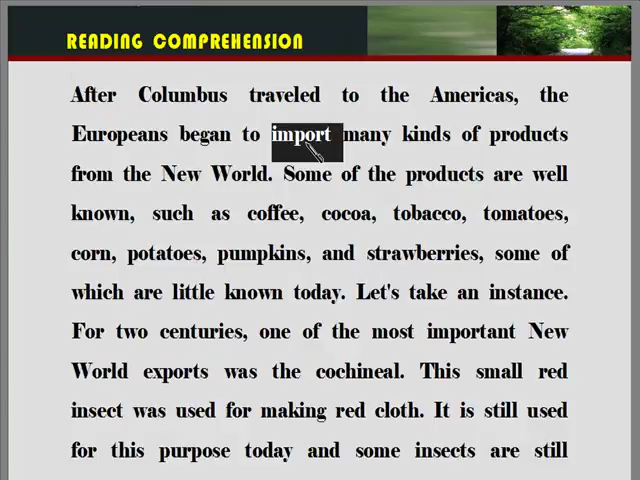 READING COMPREHENSION
After Columbus traveled to the Americas, the
Europeans began to import many kinds of products
from the New World. Some of the products are well
known, such as coffee, cocoa, tobacco, tomatoes,
corn, potatoes, pumpkins, and strawberries, some of
which are little known today. Let's take an instance.
For two centuries, one of the most important New
World exports was the cochineal. This small red
insect was used for making red cloth. It is still used
for this purpose today and some insects are still